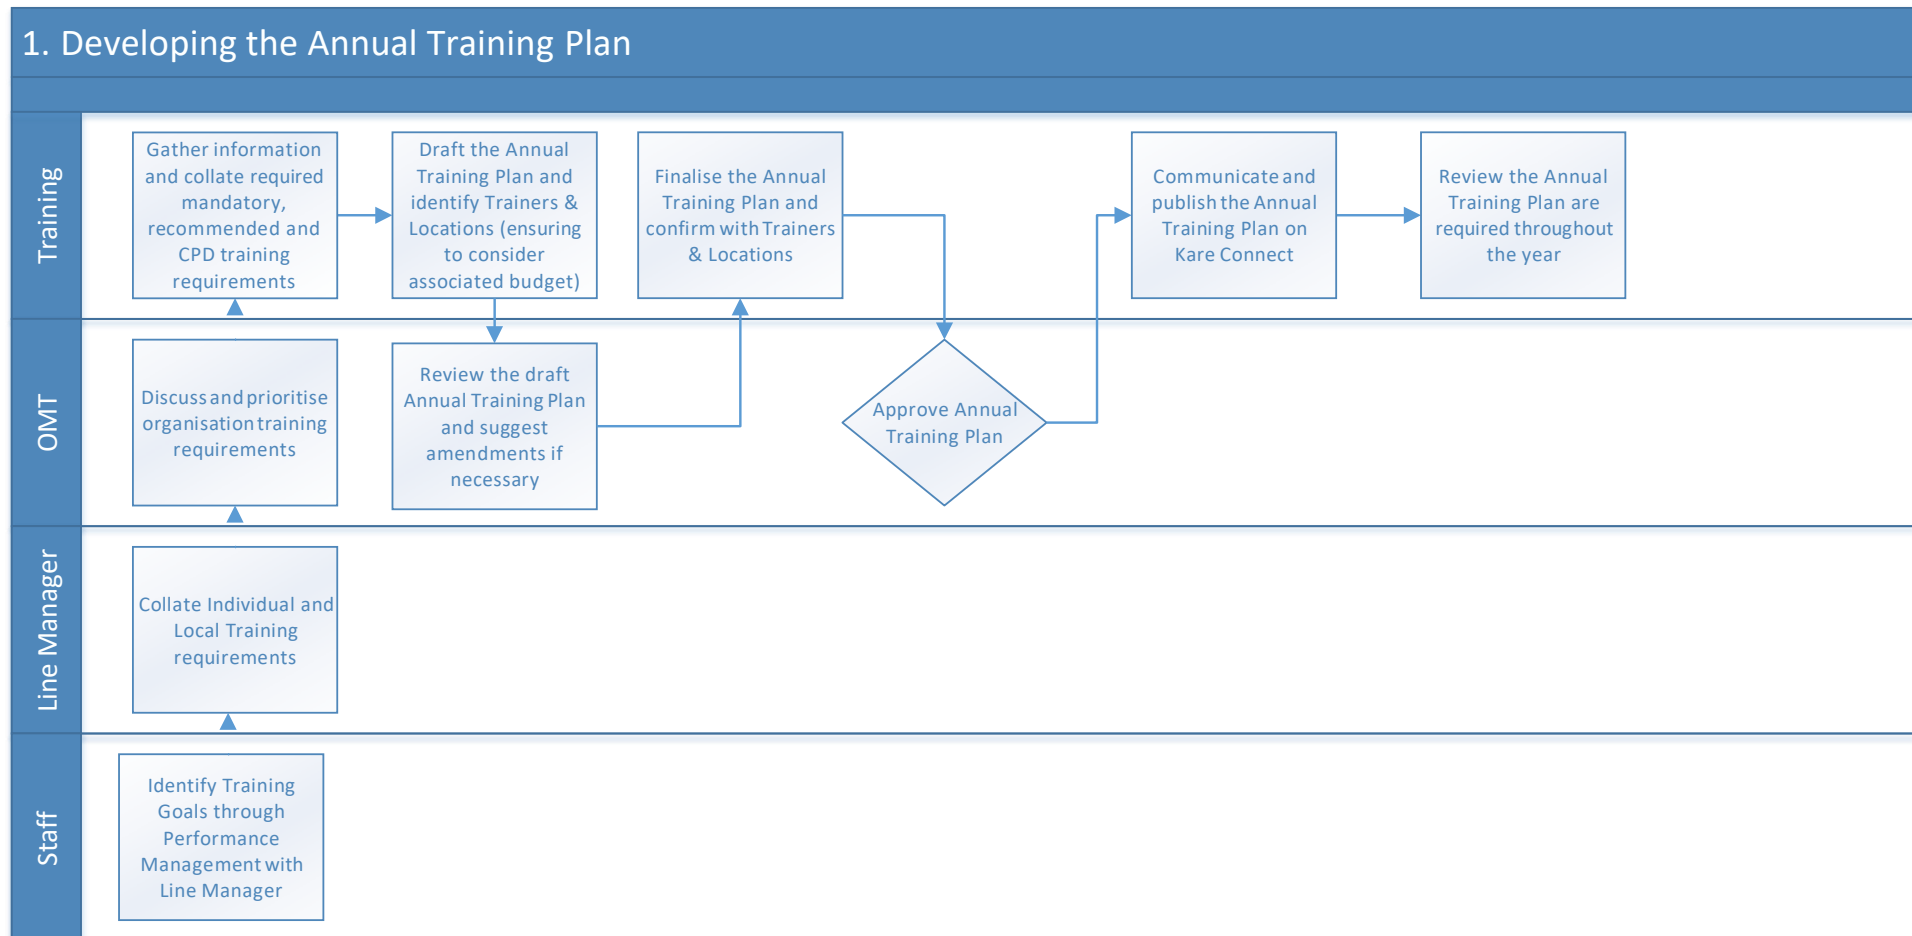 1. Developing the Annual Training Plan
Training
Gather information
and collate required
mandatory,
recommended and
CPD training
requirements
Draft the Annual
Training Plan and
identify Trainers &
Locations (ensuring
to consider
associated budget)
Finalise the Annual
Training Plan and
confirm with Trainers
& Locations
Communicate and
publish the Annual
Training Plan on
Kare Connect
Review the Annual
Training Plan are
required throughout
the year
OMT
Discuss and prioritise
organisation training
requirements
Review the draft
Annual Training Plan
and suggest
amendments if
necessary
Approve Annual
Training Plan
Line Manager
Collate Individual and
Local Training
requirements
Staff
Identify Training
Goals through
Performance
Management with
Line Manager